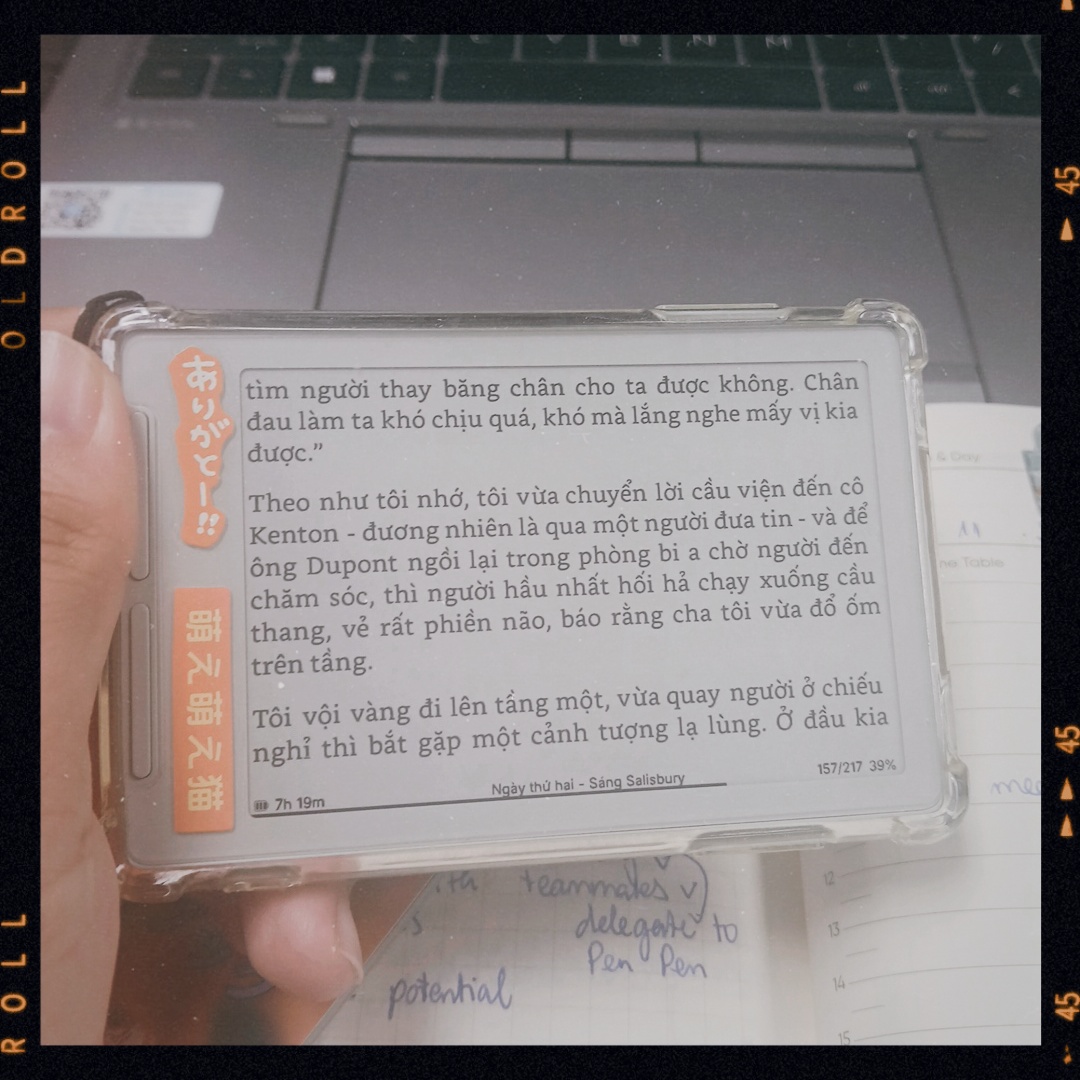 OLDROLL
ROLL
45
45
45
ありがとー!!
萌え萌え猫
tìm người thay băng chân cho ta được không. Chân
đau làm ta khó chịu quá, khó mà lắng nghe mấy vị kia
được.”
Theo như tôi nhớ, tôi vừa chuyển lời cầu viện đến cô
Kenton - đương nhiên là qua một người đưa tin - và để
ông Dupont ngồi lại trong phòng bi a chờ người đến
chăm sóc, thì người hầu nhất hối hả chạy xuống cầu
thang, vẻ rất phiền não, báo rằng cha tôi vừa đổ ốm
trên tầng.
Tôi vội vàng đi lên tầng một, vừa quay người ở chiếu
nghỉ thì bắt gặp một cảnh tượng lạ lùng. Ở đầu kia
7h 19m
Ngày thứ hai - Sáng Salisbury
157/217 39%
& Day
11
Table
teammates v)
delegate to
Pen Pen
potential
12
13
14
15